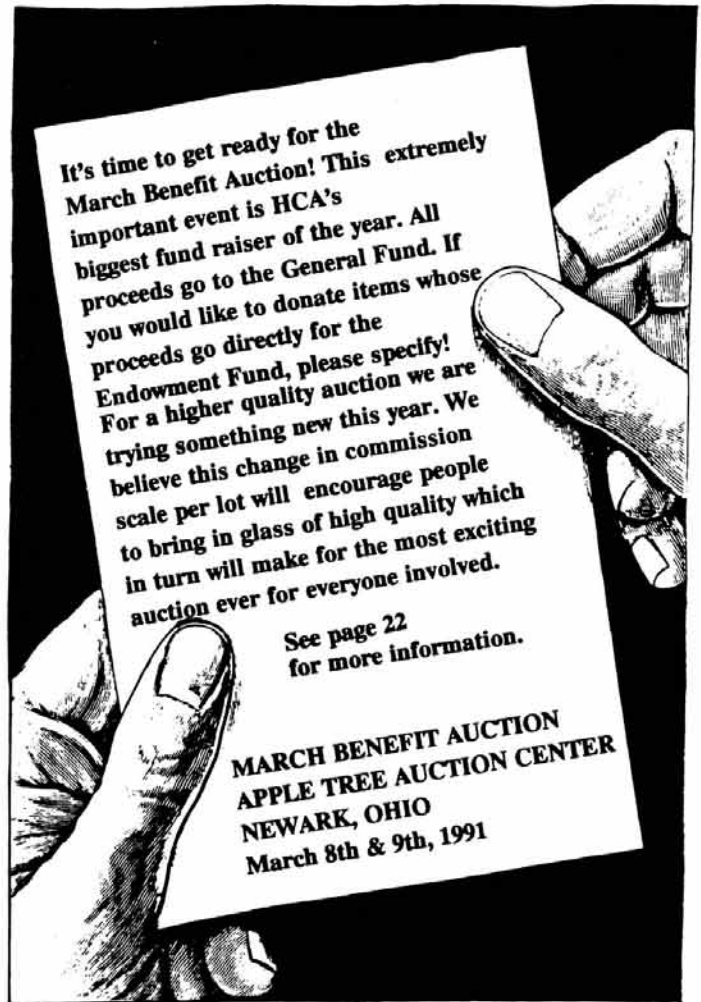 It's time to get ready for the
March Benefit Auction! This extremely
important event is HCA's
biggest fund raiser of the year. All
proceeds go to the General Fund. If
you would like to donate items whose
proceeds go directly for the
Endowment Fund, please specify!
For a higher quality auction we are
trying something new this year. We
believe this change in commission
scale per lot will encourage people
to bring in glass of high quality which
in turn will make for the most exciting
auction ever for everyone involved.
See page 22
for more information.
MARCH BENEFIT AUCTION
APPLE TREE AUCTION CENTER
NEWARK, OHIO
March 8th & 9th, 1991